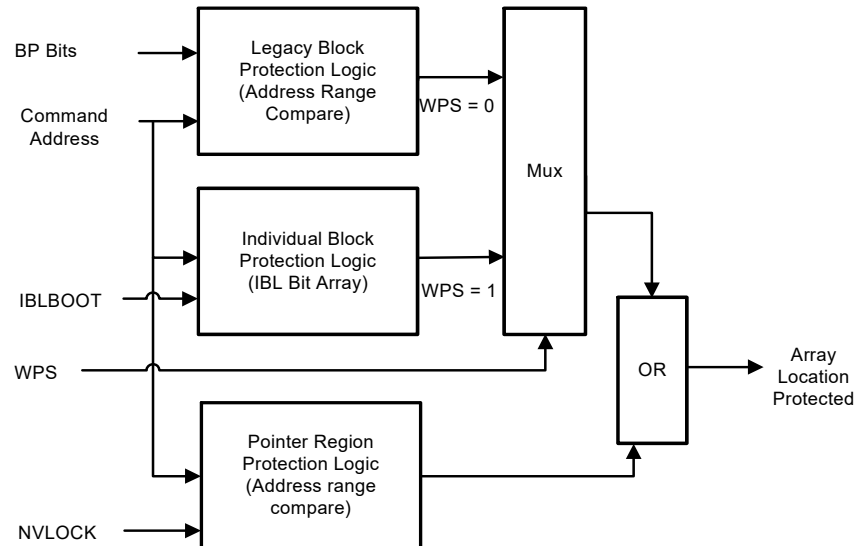 BP Bits
Command
Address
Legacy Block
Protection Logic
(Address Range
Compare)
WPS = 0
Mux
Individual Block
Protection Logic
(IBL Bit Array)
WPS = 1
IBLBOOT
WPS
OR
Array
Location
Protected
Pointer Region
Protection Logic
(Address range
compare)
NVLOCK